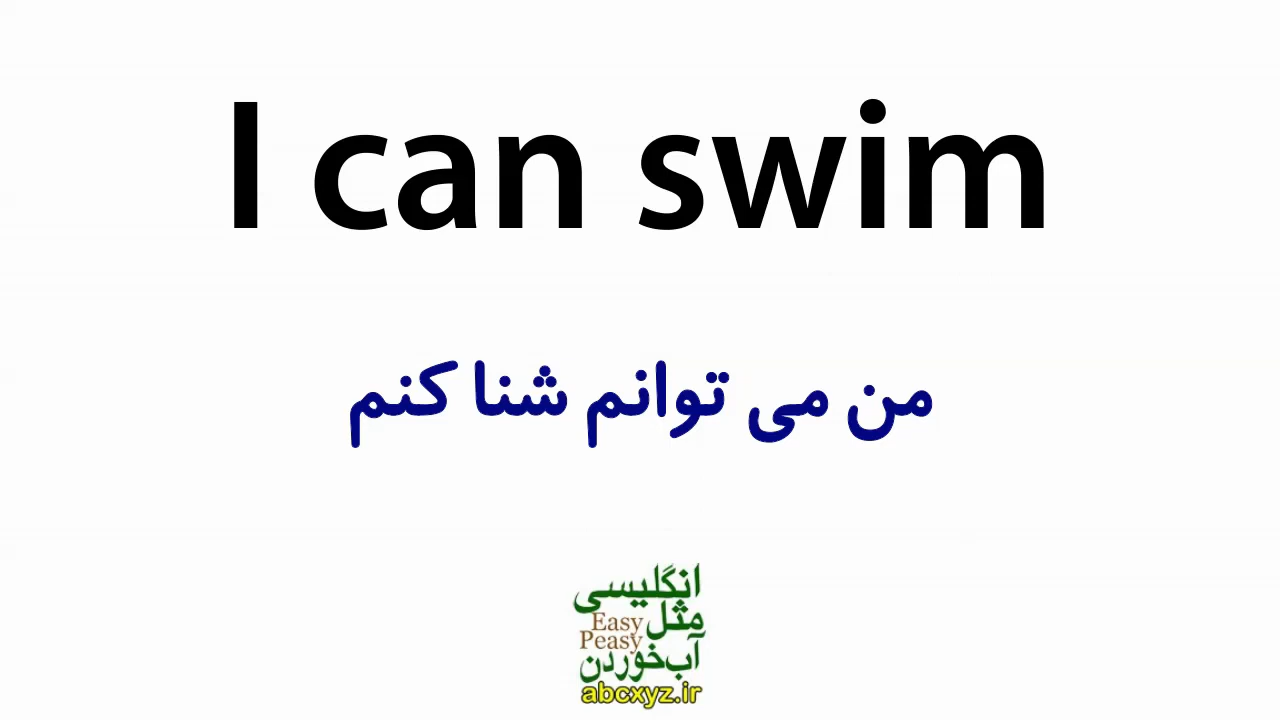 I can swim
من می توانم شنا کنم
انگلیسی
مثل
Easy
Peasy
آب‌خوردن
abcxyz.ir